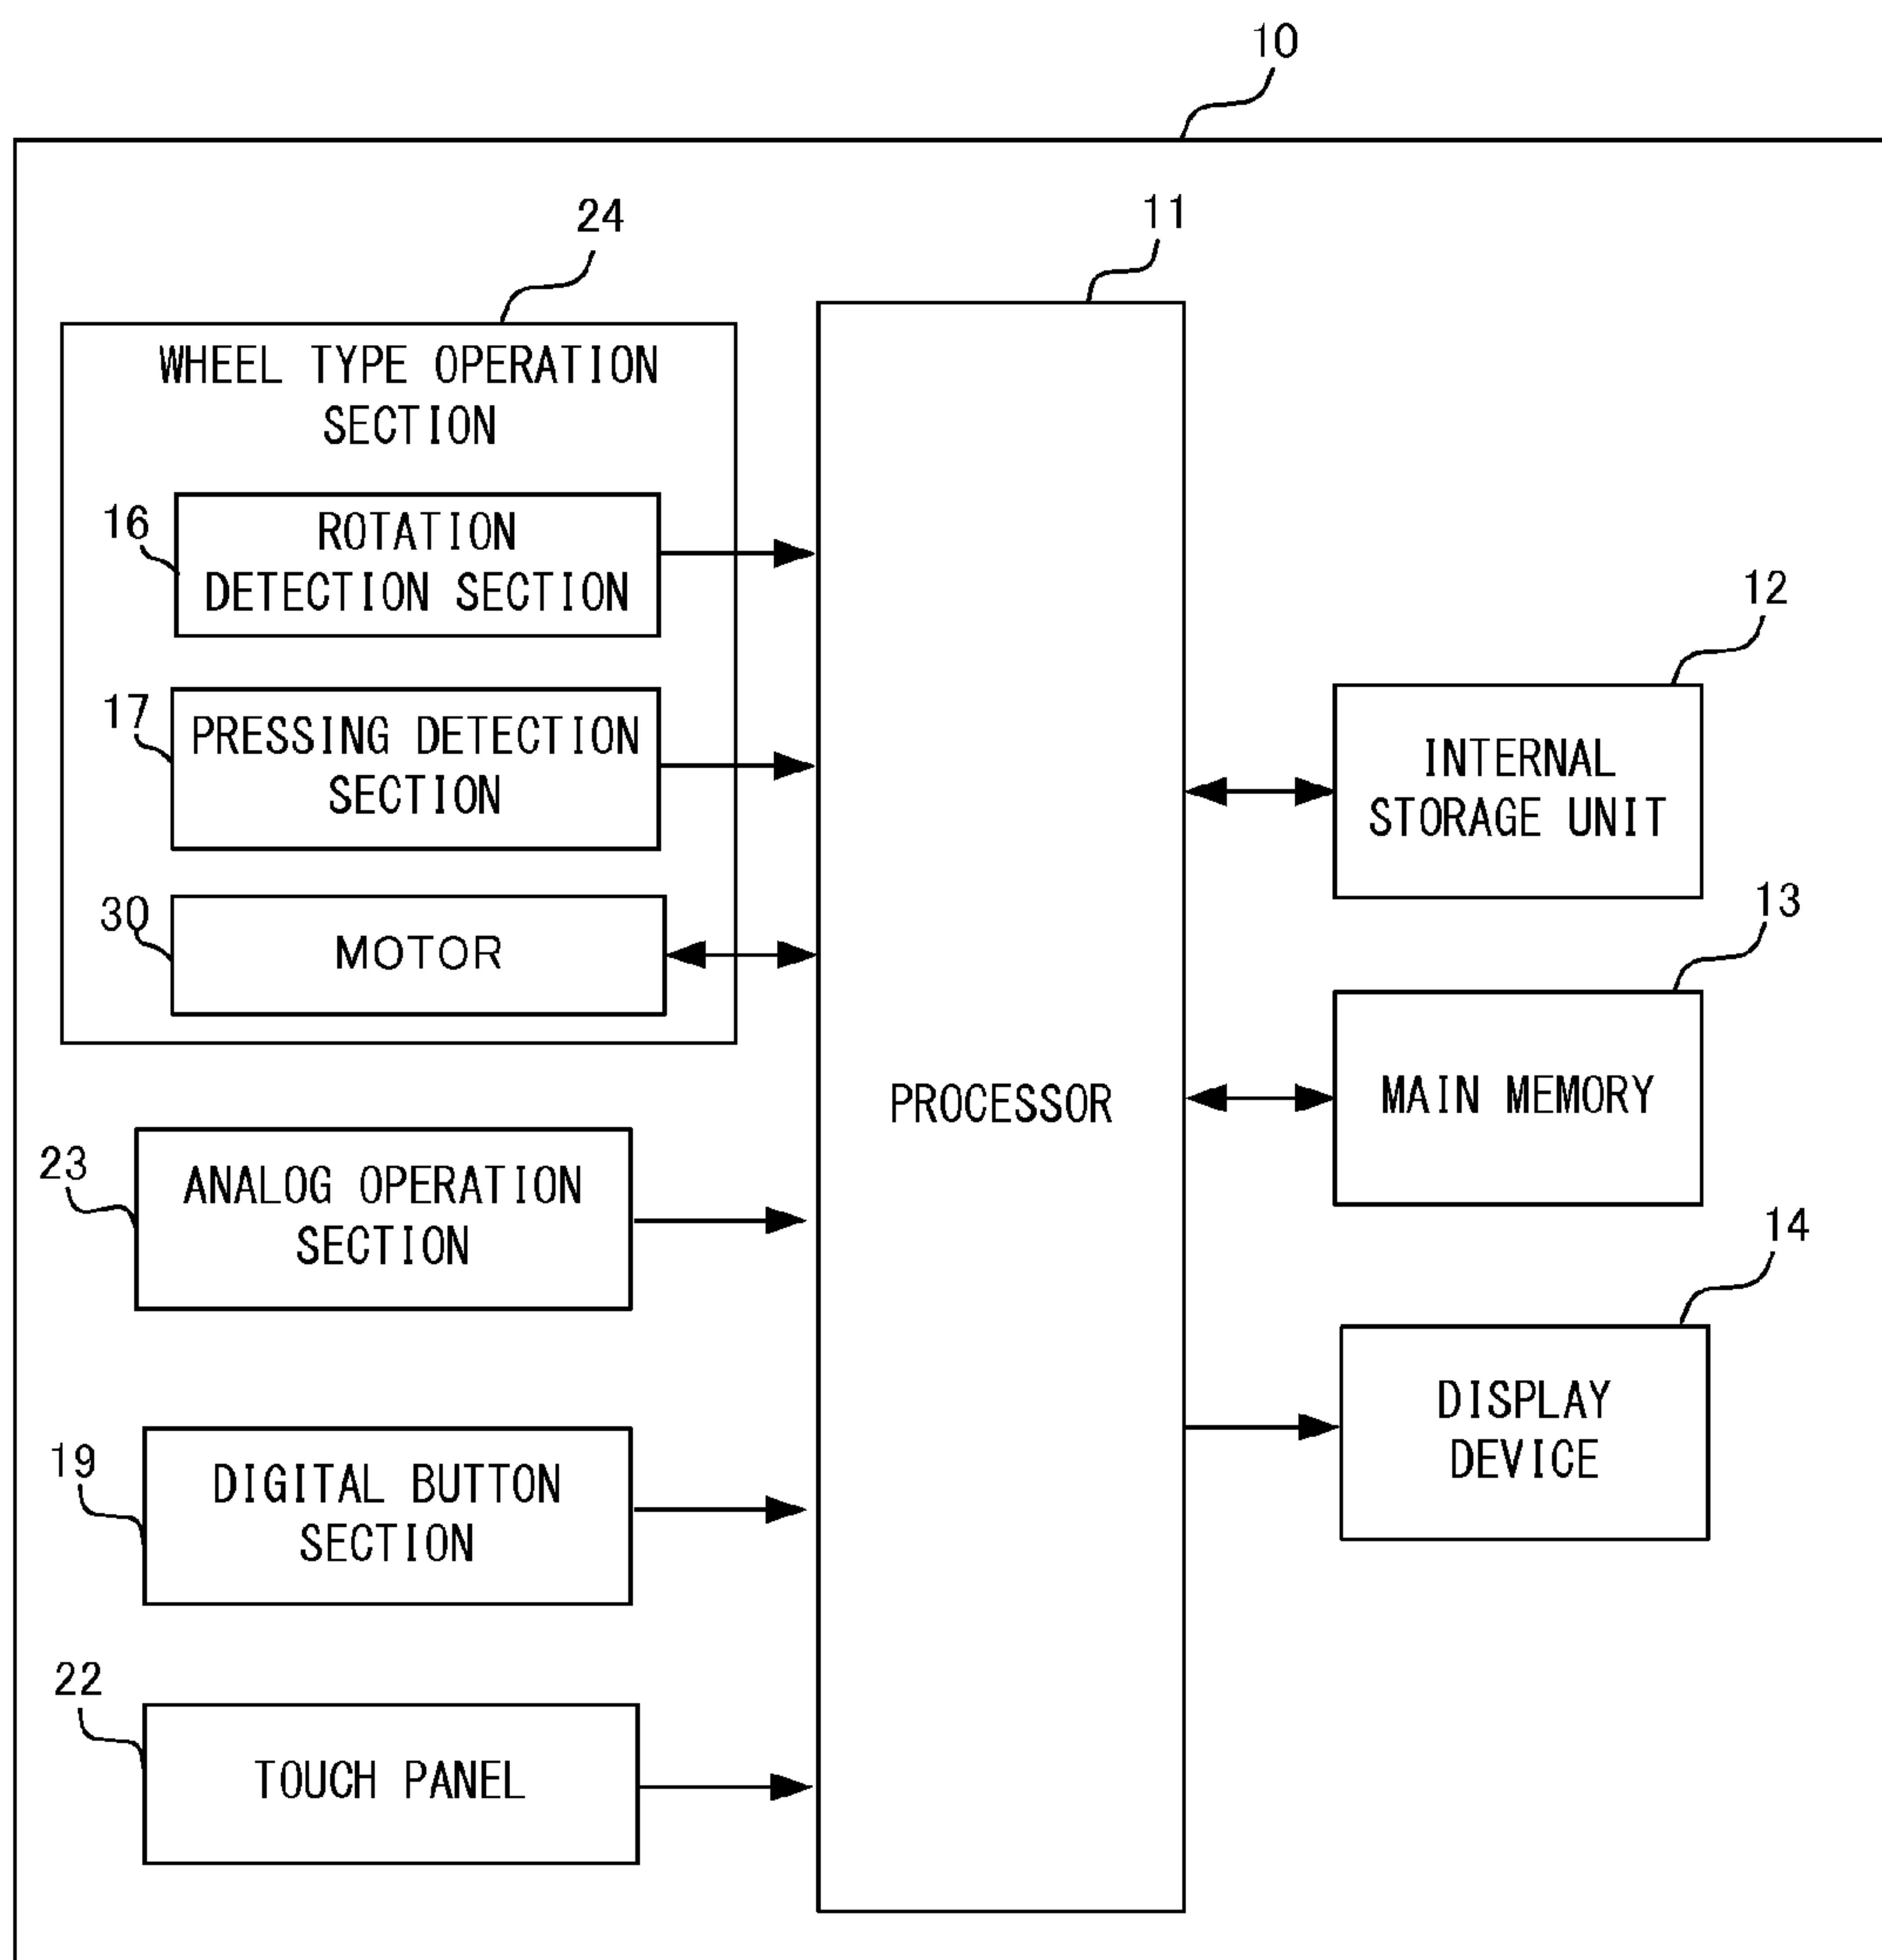 10
24
11
WHEEL TYPE OPERATION
SECTION
16
ROTATION
DETECTION SECTION
17
PRESSING DETECTION
SECTION
30
MOTOR
12
INTERNAL
STORAGE UNIT
13
MAIN MEMORY
PROCESSOR
23
ANALOG OPERATION
SECTION
14
DISPLAY
DEVICE
19
DIGITAL BUTTON
SECTION
22
TOUCH PANEL